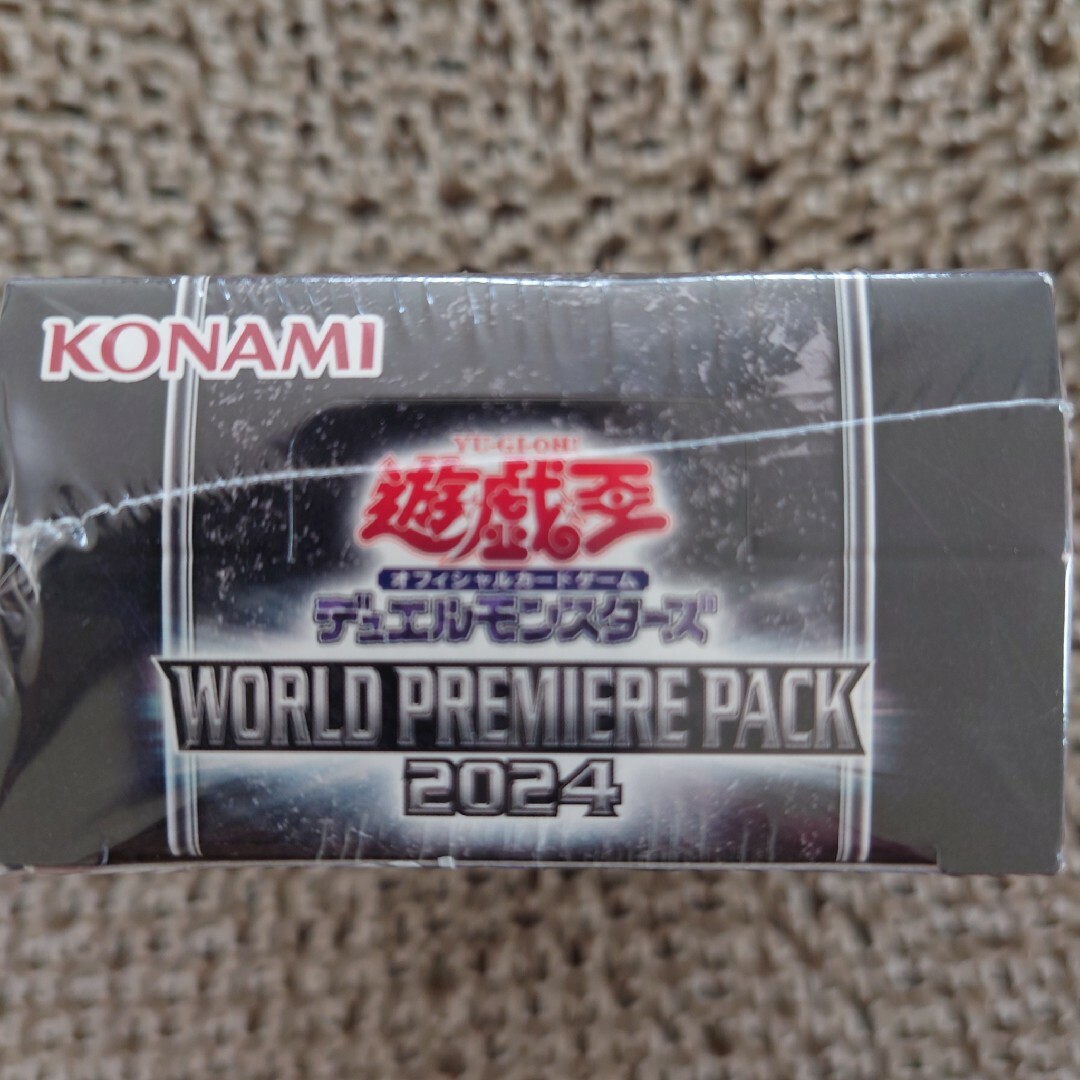 KONAMI
YU-GI-OH!
遊戯王
オフィシャルカードゲーム
デュエルモンスターズ
WORLD PREMIERE PACK
2024